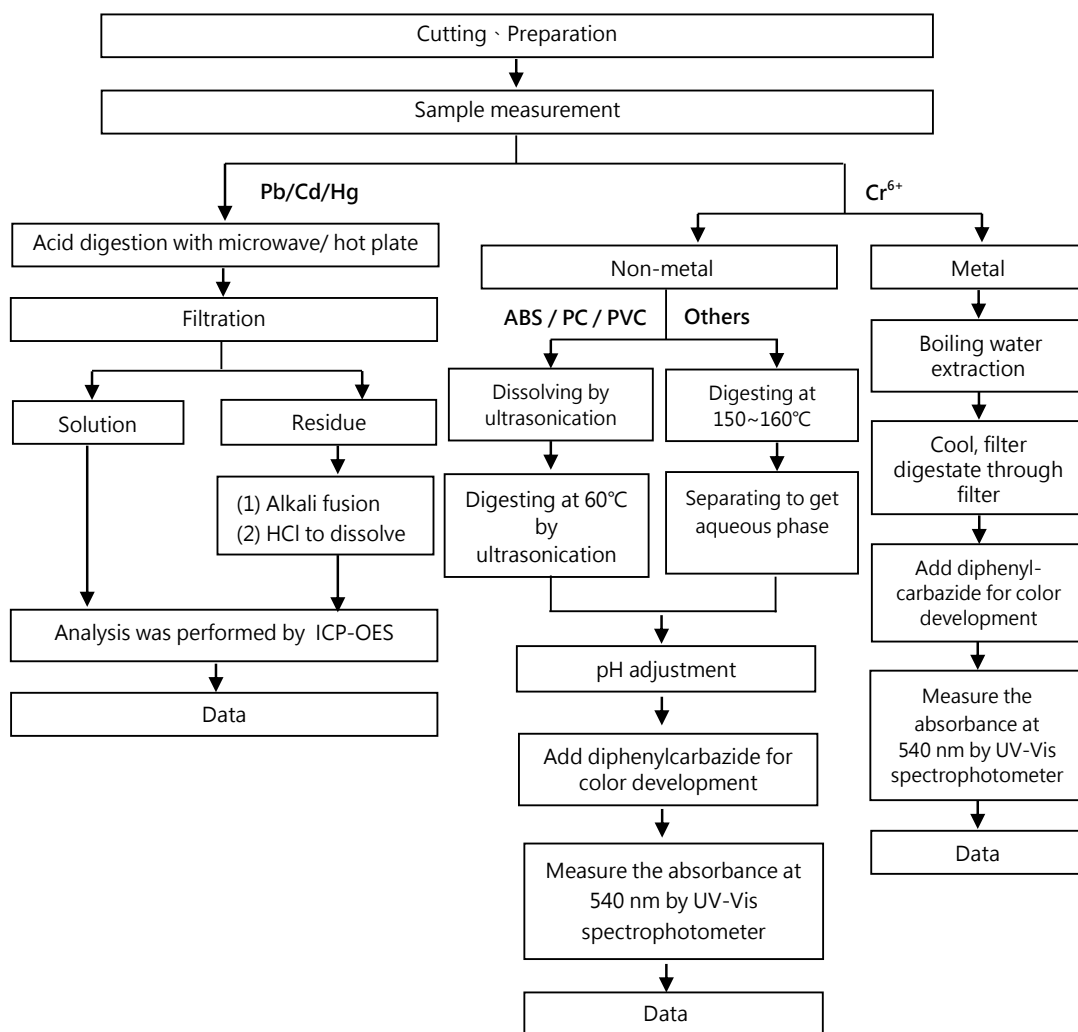 Cutting、Preparation
Sample measurement
Pb/Cd/Hg
Acid digestion with microwave/ hot plate
Filtration
Solution
Residue
(1) Alkali fusion
(2) HCl to dissolve
Analysis was performed by ICP-OES
Data
Cr⁶⁺
Non-metal
ABS / PC / PVC
Dissolving by
ultrasonication
Digesting at 60℃
by
ultrasonication
Others
Digesting at
150~160℃
Separating to get
aqueous phase
pH adjustment
Add diphenylcarbazide for
color development
Measure the absorbance at
540 nm by UV-Vis
spectrophotometer
Data
Metal
Boiling water
extraction
Cool, filter
digestate through
filter
Add diphenyl-
carbazide for color
development
Measure the
absorbance at
540 nm by UV-Vis
spectrophotometer
Data